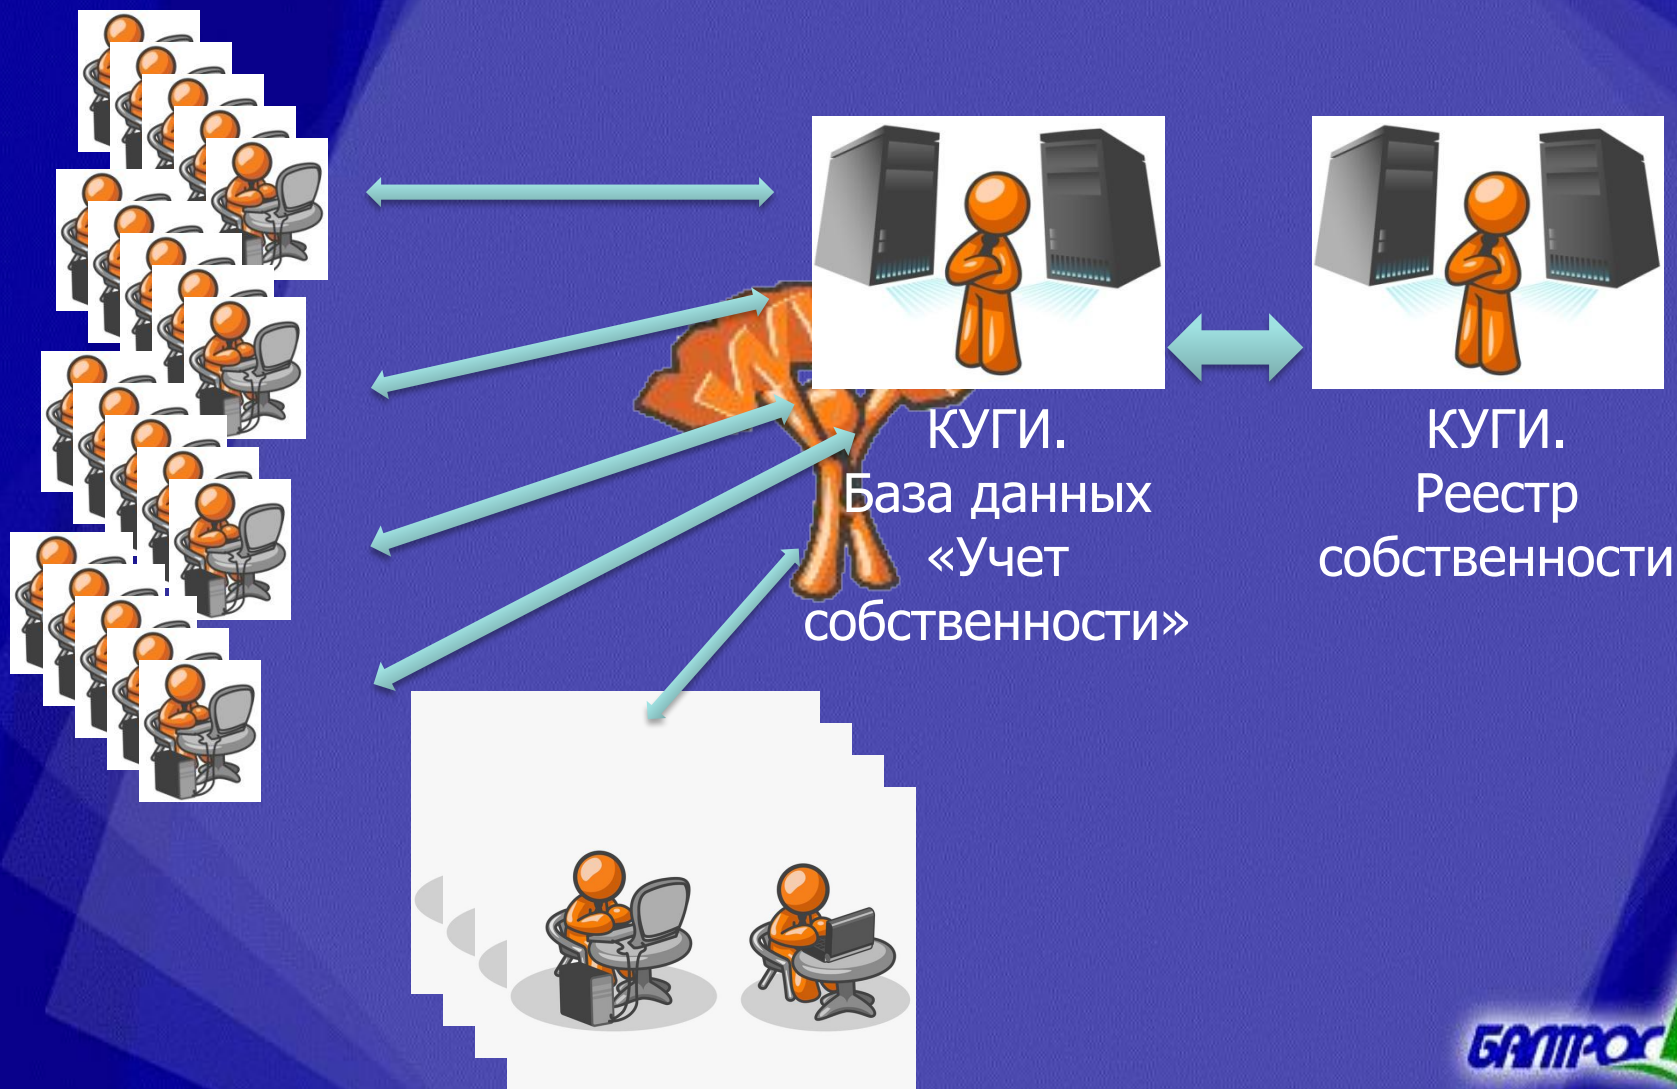 КУГИ.
База данных
«Учет
собственности»
КУГИ.
Реестр
собственности
БАЛТРОС